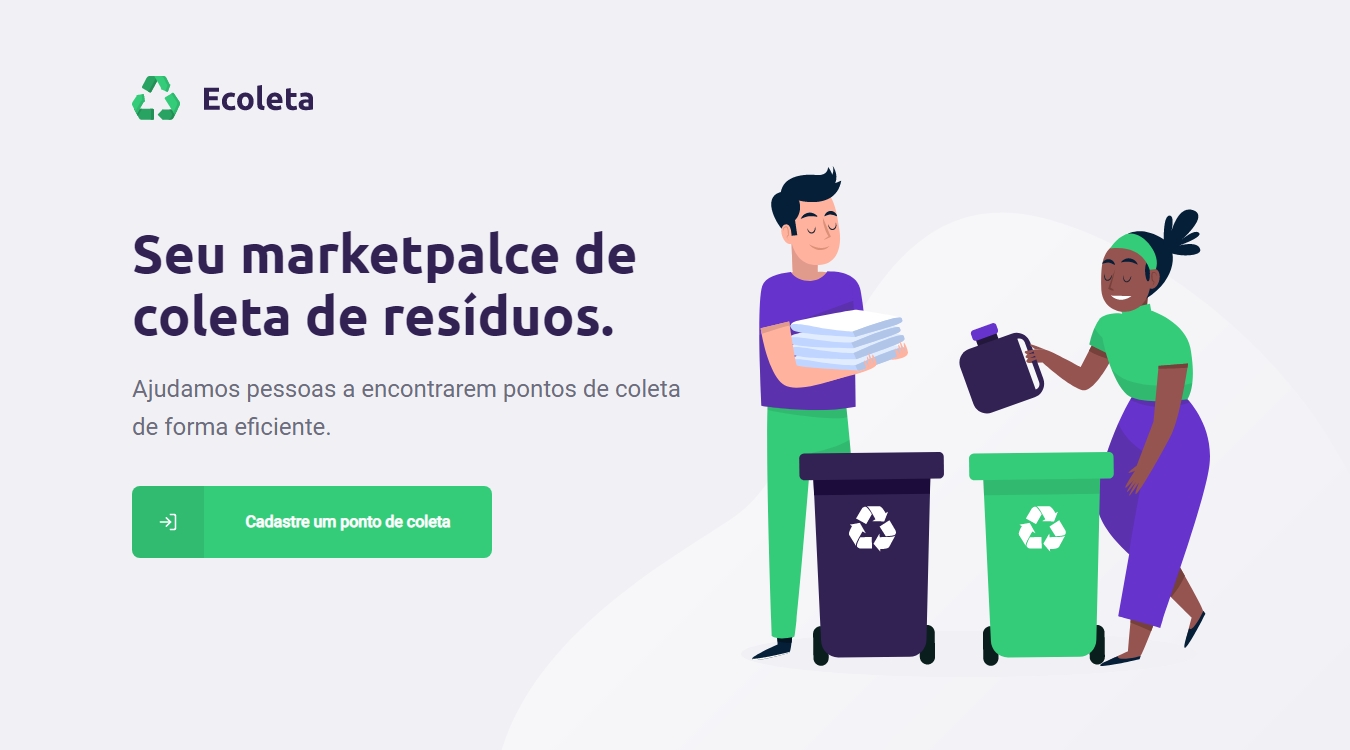 Ecoleta
Seu marketpalce de
coleta de resíduos.
Ajudamos pessoas a encontrarem pontos de coleta
de forma eficiente.
Cadastre um ponto de coleta